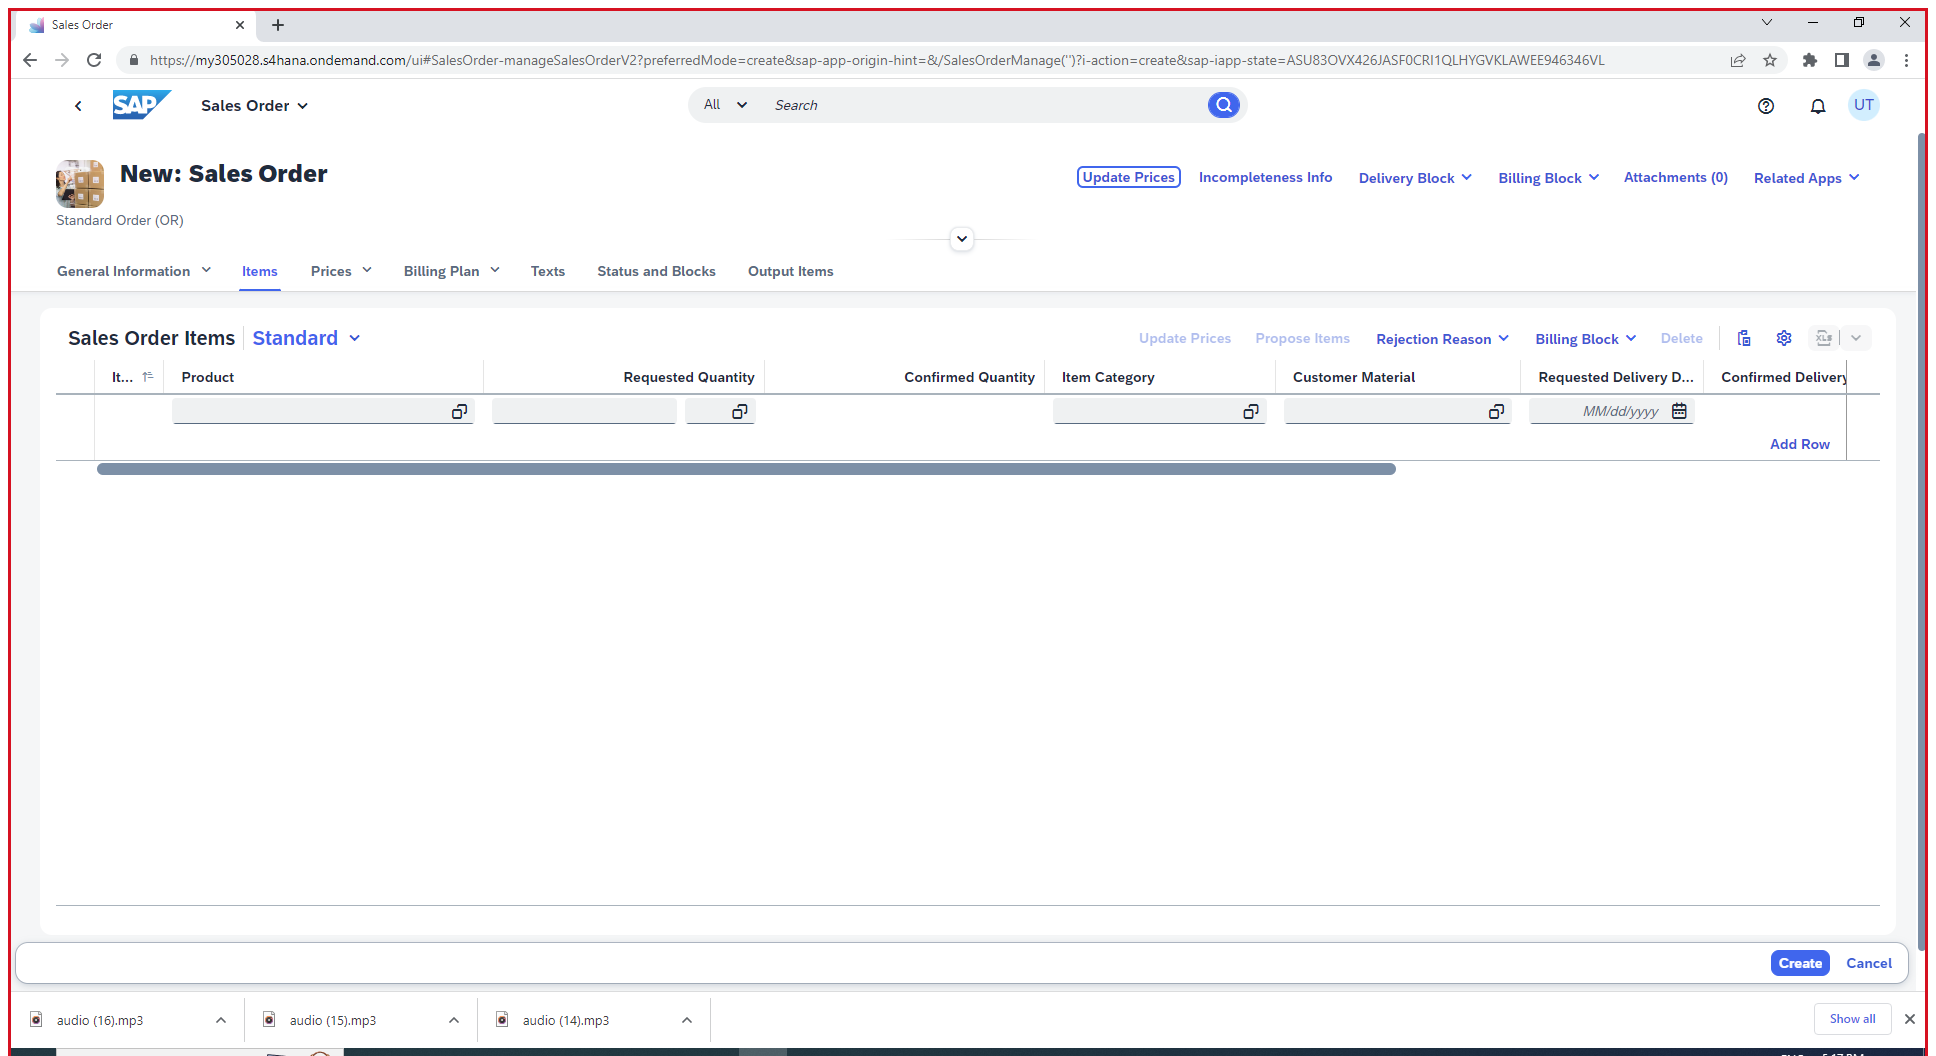 Sales Order
https://my305028.s4hana.ondemand.com/ui#SalesOrder-manageSalesOrderV2?preferredMode=create&sap-app-origin-hint=&/SalesOrderManage('')?i-action=create&sap-iapp-state=ASU83OVX426JASF0CRI1QLHYGVKLAWEE946346VL
SAP Sales Order All Search UT
New: Sales Order
Update Prices Incompleteness Info Delivery Block Billing Block Attachments (0) Related Apps
Standard Order (OR)
General Information Items Prices Billing Plan Texts Status and Blocks Output Items
Sales Order Items Standard Update Prices Propose Items Rejection Reason Billing Block Delete XLS
It... Product Requested Quantity Confirmed Quantity Item Category Customer Material Requested Delivery D... Confirmed Delivery
MM/dd/yyyy
Add Row
Create Cancel
audio (16).mp3 audio (15).mp3 audio (14).mp3 Show all